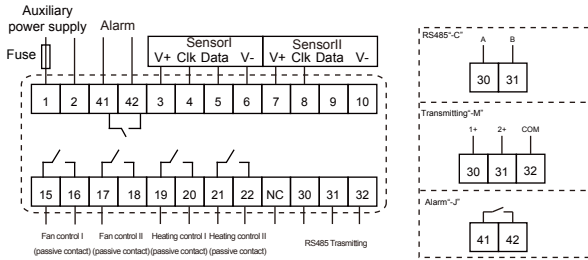 Auxiliary
power supply Alarm
Fuse
SensorI SensorII
V+ Clk Data V- V+ Clk Data V-
1 2 41 42 3 4 5 6 7 8 9 10
15 16 17 18 19 20 21 22 NC 30 31 32
Fan control I Fan control II Heating control I Heating control II RS485 Trasmitting
(passive contact) (passive contact) (passive contact) (passive contact)
RS485"-C"
A B
30 31
Transmitting"-M"
1+ 2+ COM
30 31 32
Alarm"-J"
41 42